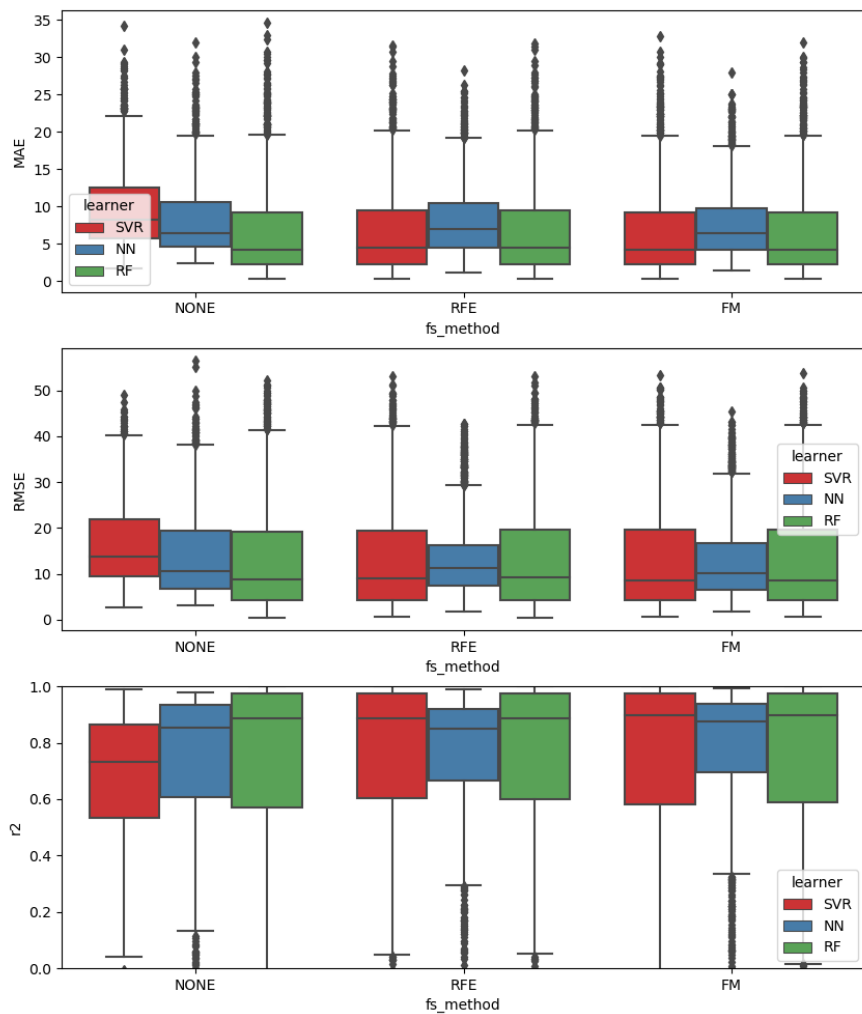 35
30
25
20
15
10
5
0
MAE
learner
SVR
NN
RF
NONE RFE FM
fs_method
50
40
30
20
10
0
RMSE
learner
SVR
NN
RF
NONE RFE FM
fs_method
1.0
0.8
0.6
0.4
0.2
0.0
r2
learner
SVR
NN
RF
NONE RFE FM
fs_method